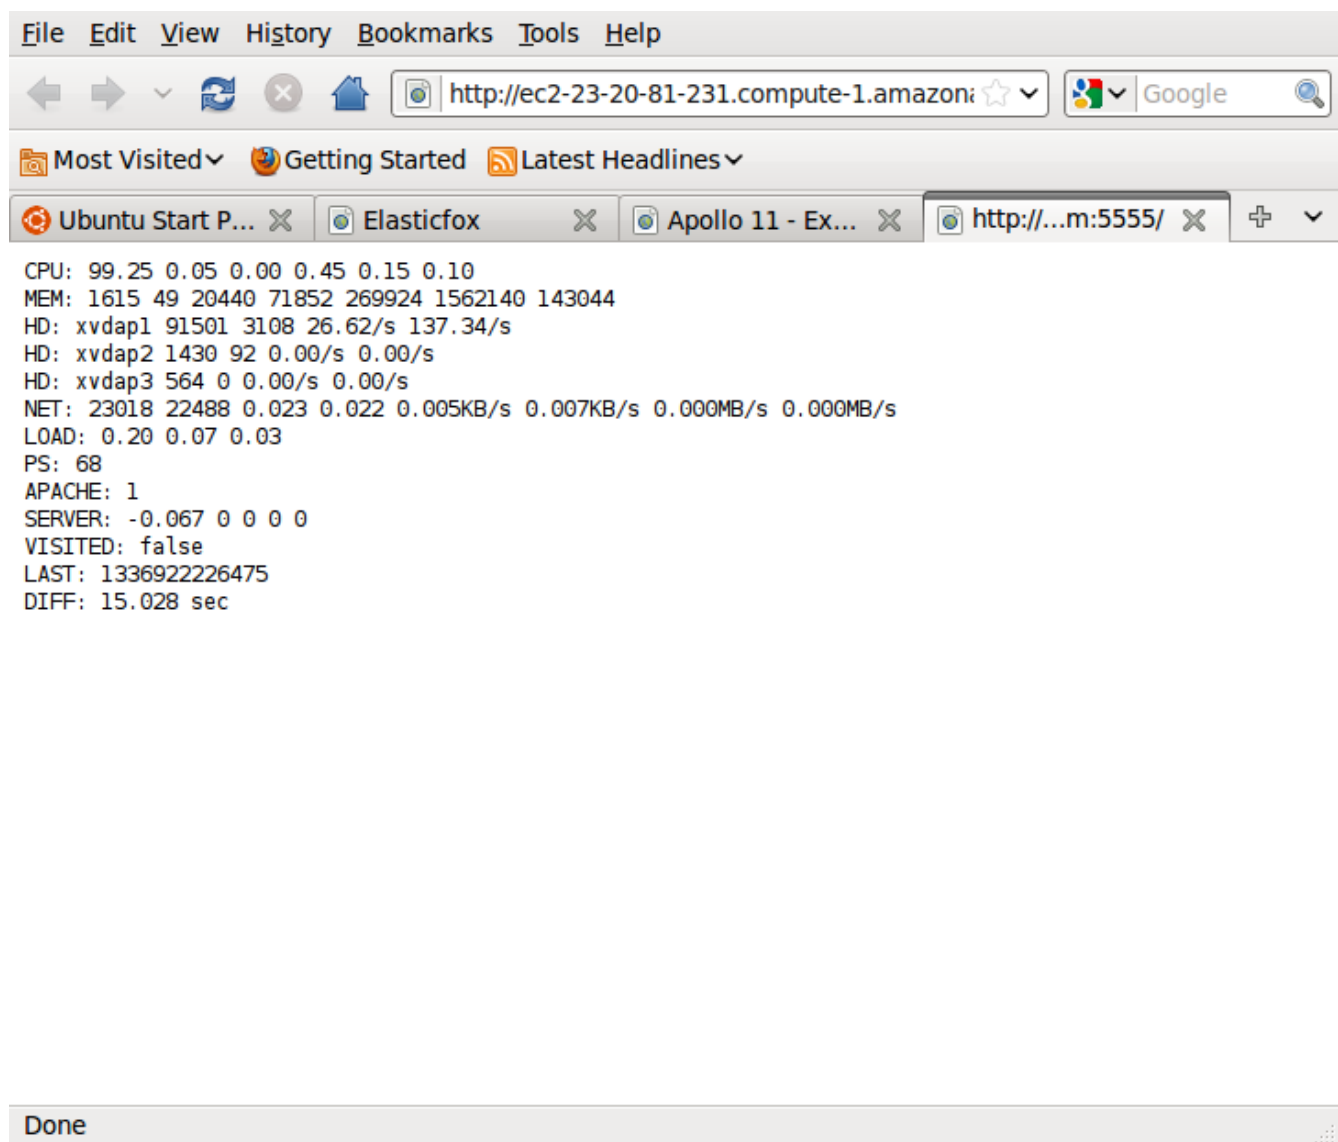 File Edit View History Bookmarks Tools Help
http://ec2-23-20-81-231.compute-1.amazona Google
Most Visited Getting Started Latest Headlines
Ubuntu Start P... Elasticfox Apollo 11 - Ex... http://...m:5555/
CPU: 99.25 0.05 0.00 0.45 0.15 0.10
MEM: 1615 49 20440 71852 269924 1562140 143044
HD: xvdap1 91501 3108 26.62/s 137.34/s
HD: xvdap2 1430 92 0.00/s 0.00/s
HD: xvdap3 564 0 0.00/s 0.00/s
NET: 23018 22488 0.023 0.022 0.005KB/s 0.007KB/s 0.000MB/s 0.000MB/s
LOAD: 0.20 0.07 0.03
PS: 68
APACHE: 1
SERVER: -0.067 0 0 0 0
VISITED: false
LAST: 1336922226475
DIFF: 15.028 sec
Done